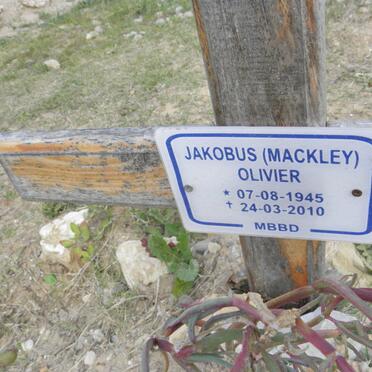 JAKOBUS (MACKLEY)
OLIVIER
* 07-08-1945
† 24-03-2010
MBBD